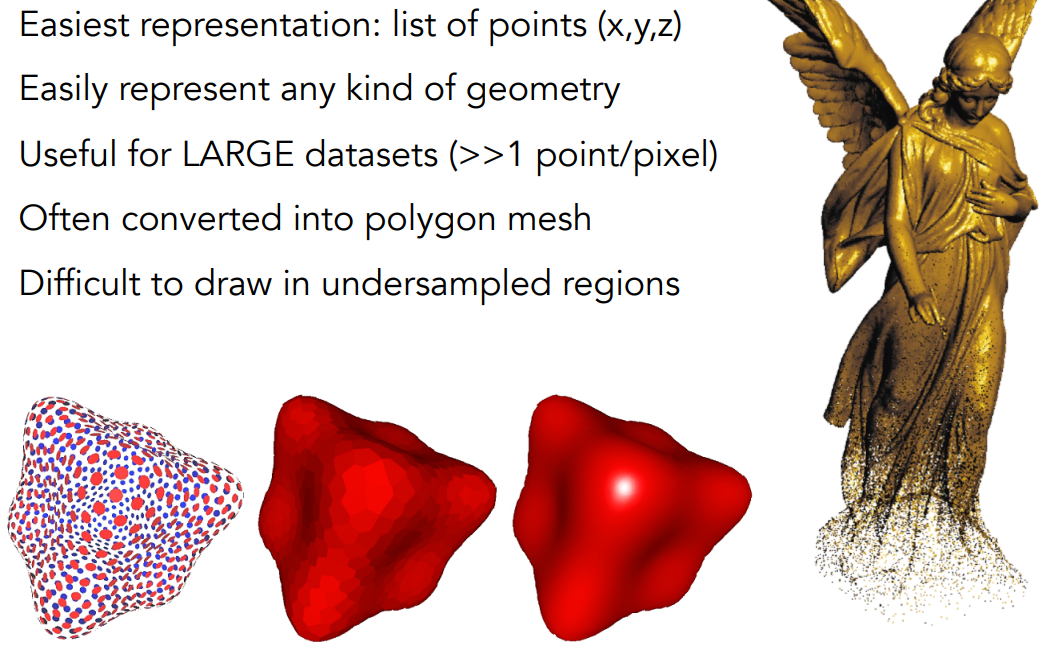 Easiest representation: list of points (x,y,z)
Easily represent any kind of geometry
Useful for LARGE datasets (>>1 point/pixel)
Often converted into polygon mesh
Difficult to draw in undersampled regions